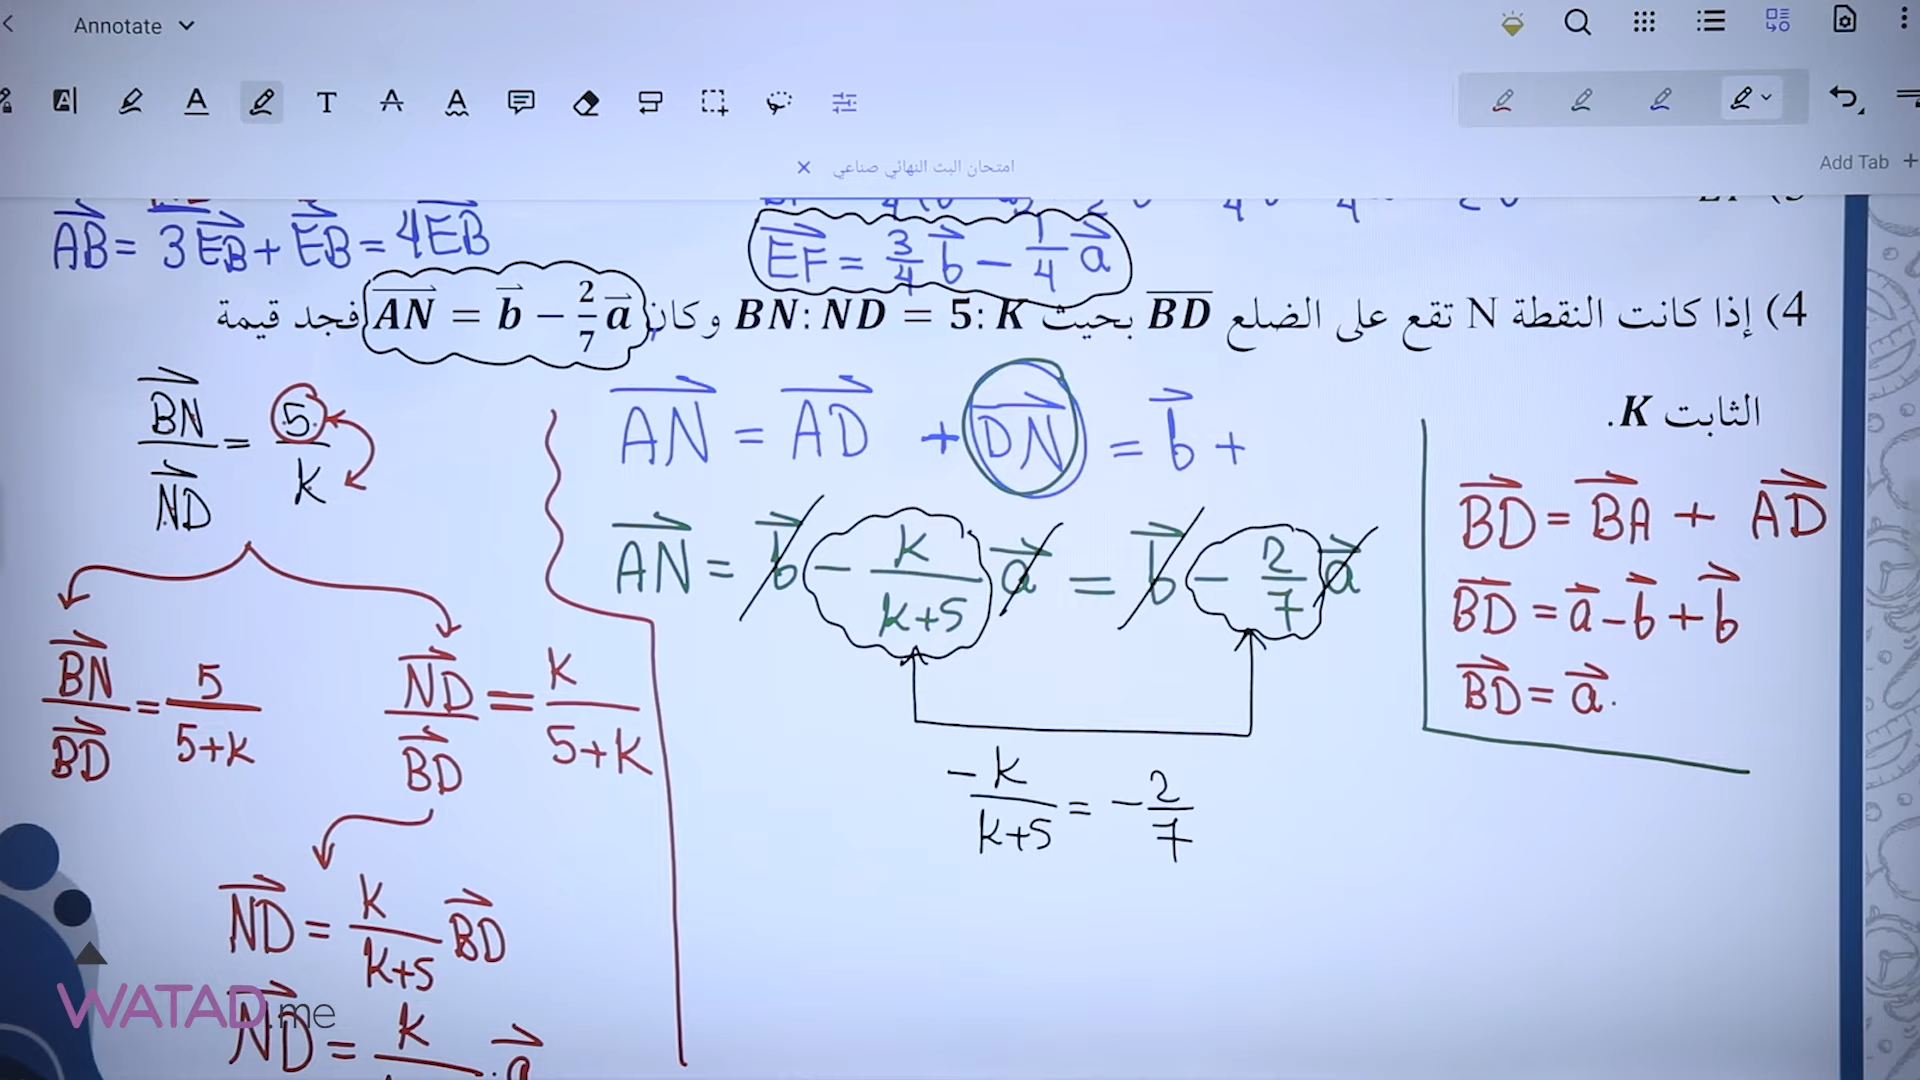 Annotate
امتحان البث النهائي صناعي
Add Tab
AB = 3EB + EB = 4EB
EF = 3/4 b - 1/4 a
4) إذا كانت النقطة N تقع على الضلع BD بحيث BN : ND = 5 : K وكان AN = b - 2/7 a فجد قيمة
الثابت K.
BN/ND = 5/K
AN = AD + DN = b +
AN = b - k/k+5 a = b - 2/7 a
-k/k+5 = -2/7
BD = BA + AD
BD = a - b + b
BD = a
BN/BD = 5/5+k
ND/BD = k/5+k
ND = k/k+5 BD
ND = k
a
WATAD.me